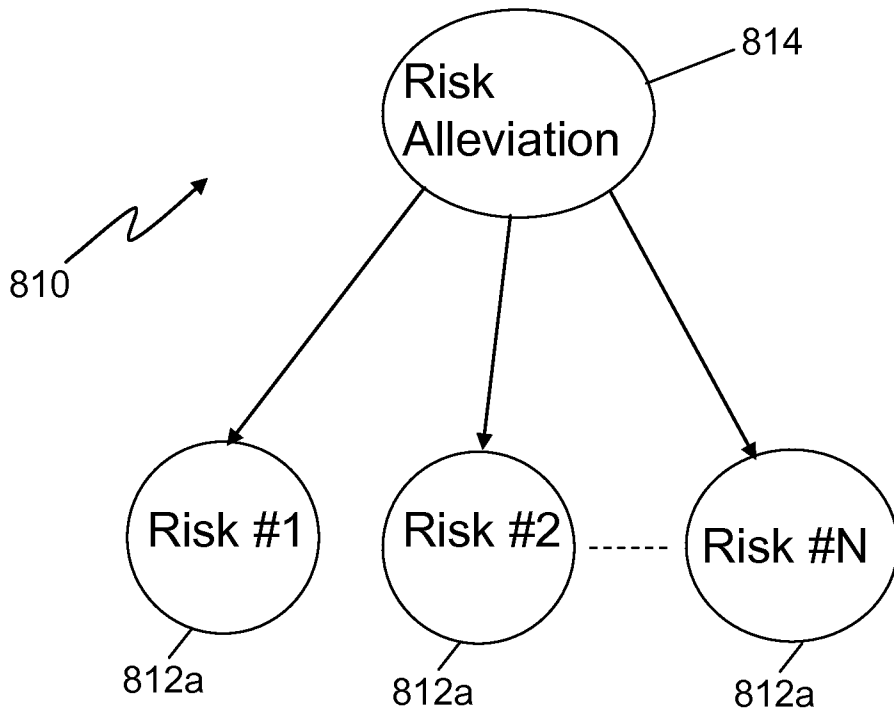 814
Risk
Alleviation
810
Risk #1
Risk #2
Risk #N
812a
812a
812a